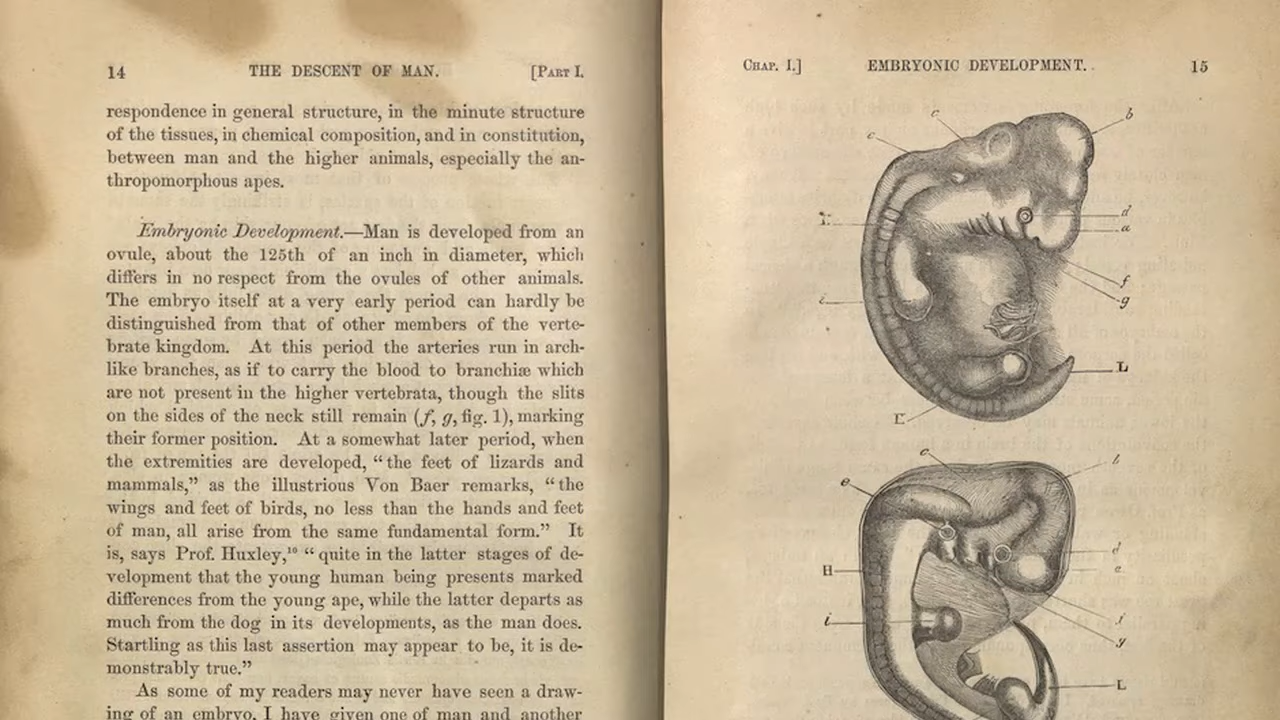 14 THE DESCENT OF MAN. [PART I.
respondence in general structure, in the minute structure
of the tissues, in chemical composition, and in constitution,
between man and the higher animals, especially the an-
thropomorphous apes.
Embryonic Development.—Man is developed from an
ovule, about the 125th of an inch in diameter, which
differs in no respect from the ovules of other animals.
The embryo itself at a very early period can hardly be
distinguished from that of other members of the verte-
brate kingdom. At this period the arteries run in arch-
like branches, as if to carry the blood to branchiæ which
are not present in the higher vertebrata, though the slits
on the sides of the neck still remain (f, g, fig. 1), marking
their former position. At a somewhat later period, when
the extremities are developed, “the feet of lizards and
mammals,” as the illustrious Von Baer remarks, “the
wings and feet of birds, no less than the hands and feet
of man, all arise from the same fundamental form.” It
is, says Prof. Huxley,¹⁰ “quite in the latter stages of de-
velopment that the young human being presents marked
differences from the young ape, while the latter departs as
much from the dog in its developments, as the man does.
Startling as this last assertion may appear to be, it is de-
monstrably true.”
As some of my readers may never have seen a draw-
ing of an embryo, I have given one of man and another
CHAP. I.] EMBRYONIC DEVELOPMENT. 15
c
b
c
d
a
f
g
i
L
c
b
e
d
H
i
g
L